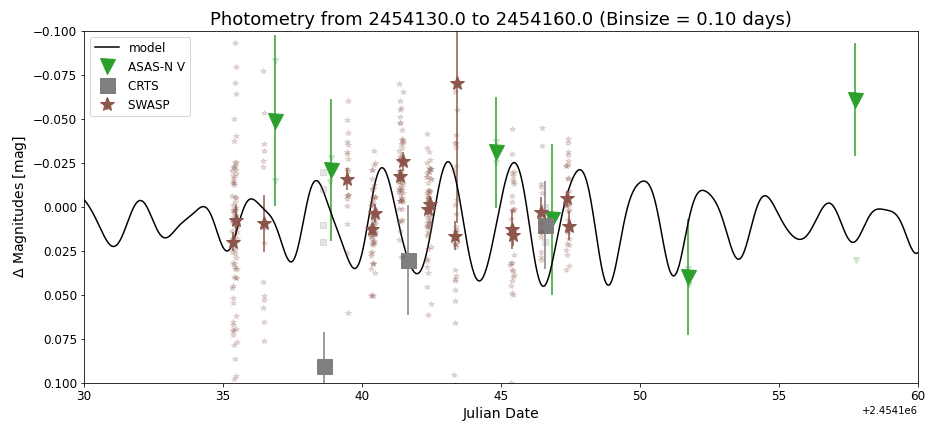 Photometry from 2454130.0 to 2454160.0 (Binsize = 0.10 days)
model
ASAS-N V
CRTS
SWASP
Δ Magnitudes [mag]
−0.100
−0.075
−0.050
−0.025
0.000
0.025
0.050
0.075
0.100
30 35 40 45 50 55 60
Julian Date
+2.4541e6